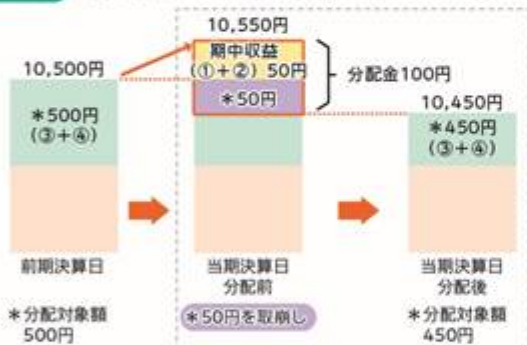 10,550円
期中収益
(①+②) 50円
*50円
分配金100円
10,500円
*500円
(③+④)
10,450円
*450円
(③+④)
前期決算日
当期決算日
分配前
当期決算日
分配後
*分配対象額
500円
*50円を取崩し
*分配対象額
450円